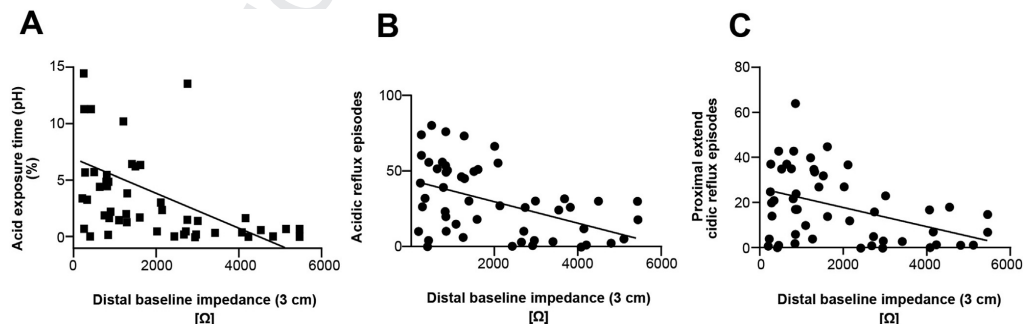 A
Acid exposure time (pH)
(%)
15
10
5
0
0
2000
4000
6000
Distal baseline impedance (3 cm)
[Ω]
B
Acidic reflux episodes
100
50
0
2000
4000
6000
Distal baseline impedance (3 cm)
[Ω]
C
Proximal extend
cidic reflux episodes
80
60
40
20
0
0
2000
4000
6000
Distal baseline impedance (3 cm)
[Ω]